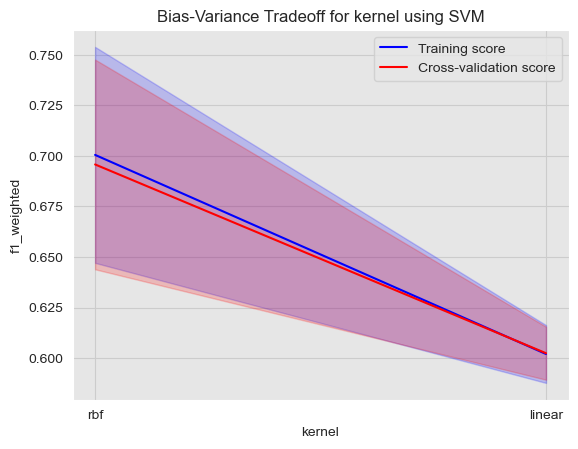 Bias-Variance Tradeoff for kernel using SVM
Training score
Cross-validation score
f1_weighted
0.750
0.725
0.700
0.675
0.650
0.625
0.600
rbf
linear
kernel